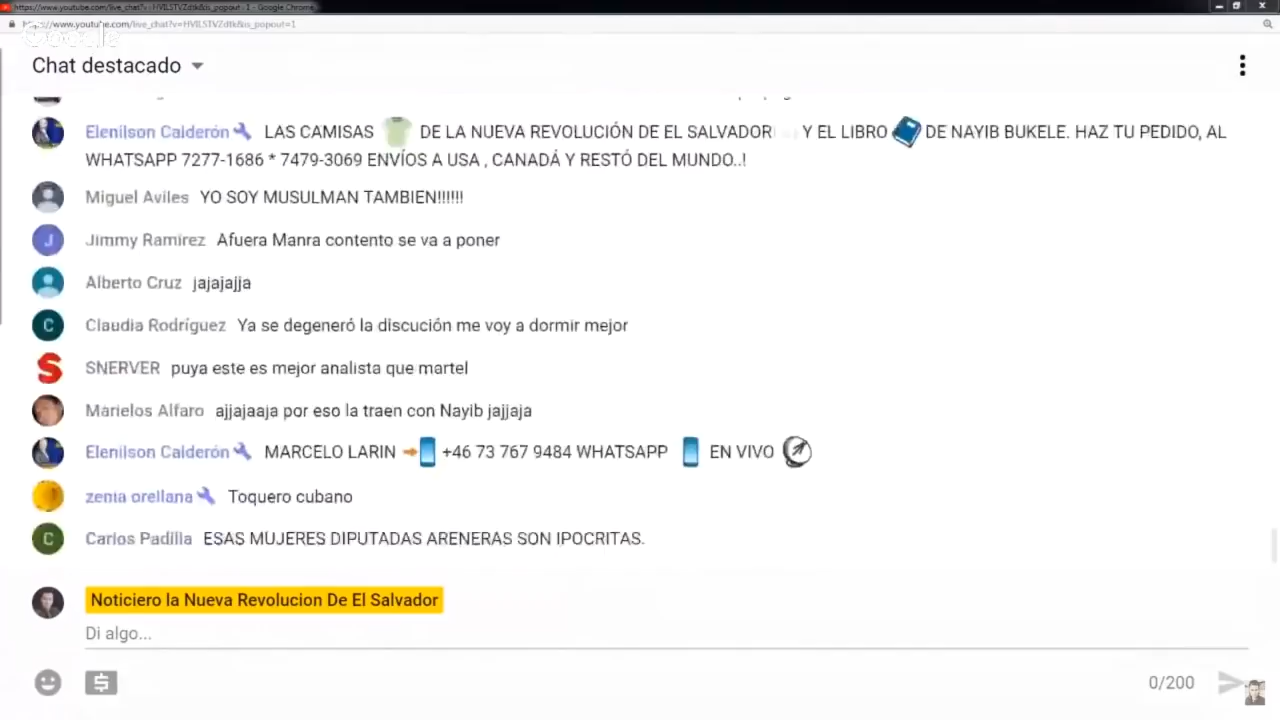 https://www.youtube.com/live_chat?v=HVILSTVZdtk&is_popout=1 - Google Chrome
https://www.youtube.com/live_chat?v=HVILSTVZdtk&is_popout=1
Google
Chat destacado
Elenilson Calderón LAS CAMISAS DE LA NUEVA REVOLUCIÓN DE EL SALVADOR Y EL LIBRO DE NAYIB BUKELE. HAZ TU PEDIDO, AL
WHATSAPP 7277-1686 * 7479-3069 ENVÍOS A USA , CANADÁ Y RESTÓ DEL MUNDO..!
Miguel Aviles YO SOY MUSULMAN TAMBIEN!!!!!!
Jimmy Ramirez Afuera Manra contento se va a poner
Alberto Cruz jajajajja
Claudia Rodríguez Ya se degeneró la discución me voy a dormir mejor
SNERVER puya este es mejor analista que martel
Marielos Alfaro ajjajaaja por eso la traen con Nayib jajjaja
Elenilson Calderón MARCELO LARIN +46 73 767 9484 WHATSAPP EN VIVO
zenia orellana Toquero cubano
Carlos Padilla ESAS MUJERES DIPUTADAS ARENERAS SON IPOCRITAS.
Noticiero la Nueva Revolucion De El Salvador
Di algo...
0/200